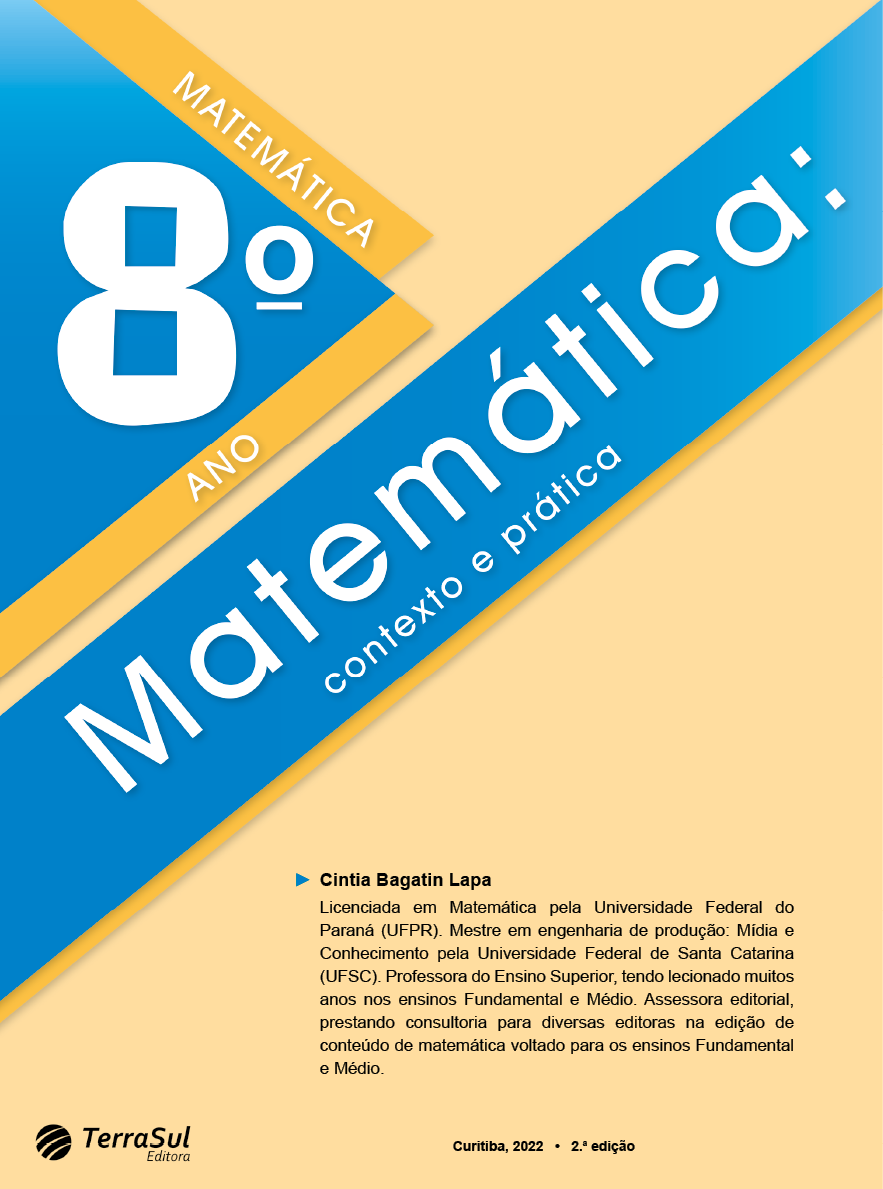 MATEMÁTICA
8º
ANO
Matemática:
contexto e prática
Cintia Bagatin Lapa
Licenciada em Matemática pela Universidade Federal do
Paraná (UFPR). Mestre em engenharia de produção: Mídia e
Conhecimento pela Universidade Federal de Santa Catarina
(UFSC). Professora do Ensino Superior, tendo lecionado muitos
anos nos ensinos Fundamental e Médio. Assessora editorial,
prestando consultoria para diversas editoras na edição de
conteúdo de matemática voltado para os ensinos Fundamental
e Médio.
TerraSul
Editora
Curitiba, 2022 • 2.ª edição